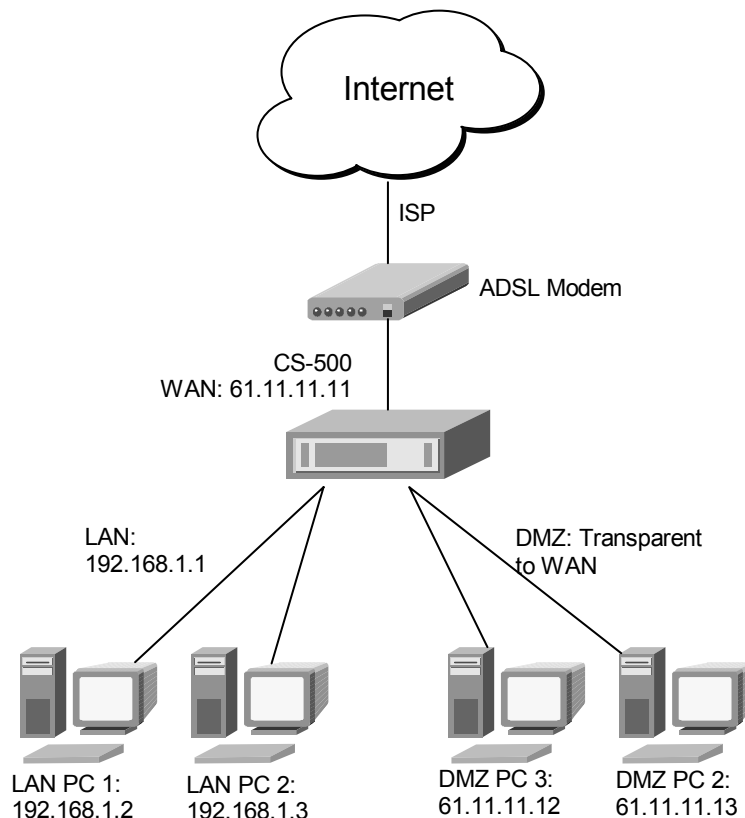 Internet
ISP
ADSL Modem
CS-500
WAN: 61.11.11.11
LAN:
192.168.1.1
DMZ: Transparent
to WAN
LAN PC 1:
192.168.1.2
LAN PC 2:
192.168.1.3
DMZ PC 3:
61.11.11.12
DMZ PC 2:
61.11.11.13